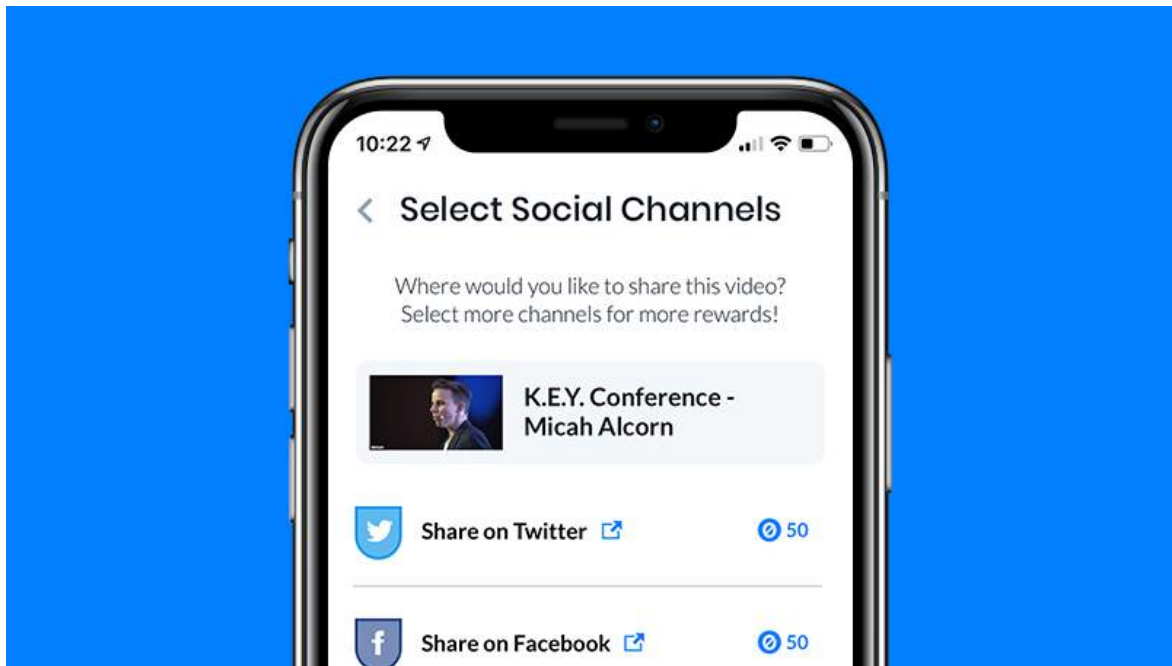 10:22
Select Social Channels
Where would you like to share this video?
Select more channels for more rewards!
K.E.Y. Conference -
Micah Alcorn
Share on Twitter 50
Share on Facebook 50